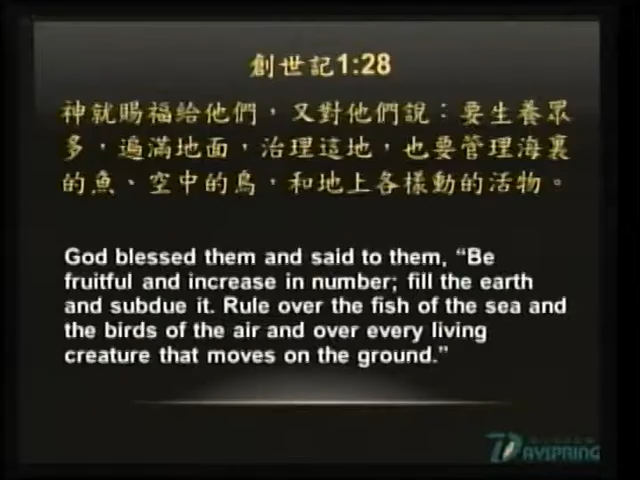 創世記1:28
神就賜福給他們，又對他們說：要生養眾
多，遍滿地面，治理這地，也要管理海裏
的魚、空中的鳥，和地上各樣動的活物。
God blessed them and said to them, “Be
fruitful and increase in number; fill the earth
and subdue it. Rule over the fish of the sea and
the birds of the air and over every living
creature that moves on the ground.”
DAYSPRING